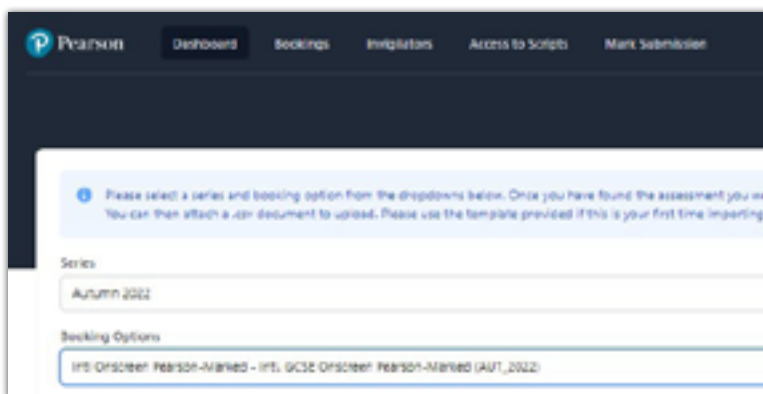 Pearson Dashboard Bookings Invigilators Access to Scripts Mark Submission
Please select a series and booking option from the dropdowns below. Once you have found the assessment you
You can then attach a .csv document to upload. Please use the template provided if this is your first time importing
Series
Autumn 2022
Booking Options
Intl Onscreen Pearson-Marked - Intl. GCSE Onscreen Pearson-Marked (AUT_2022)